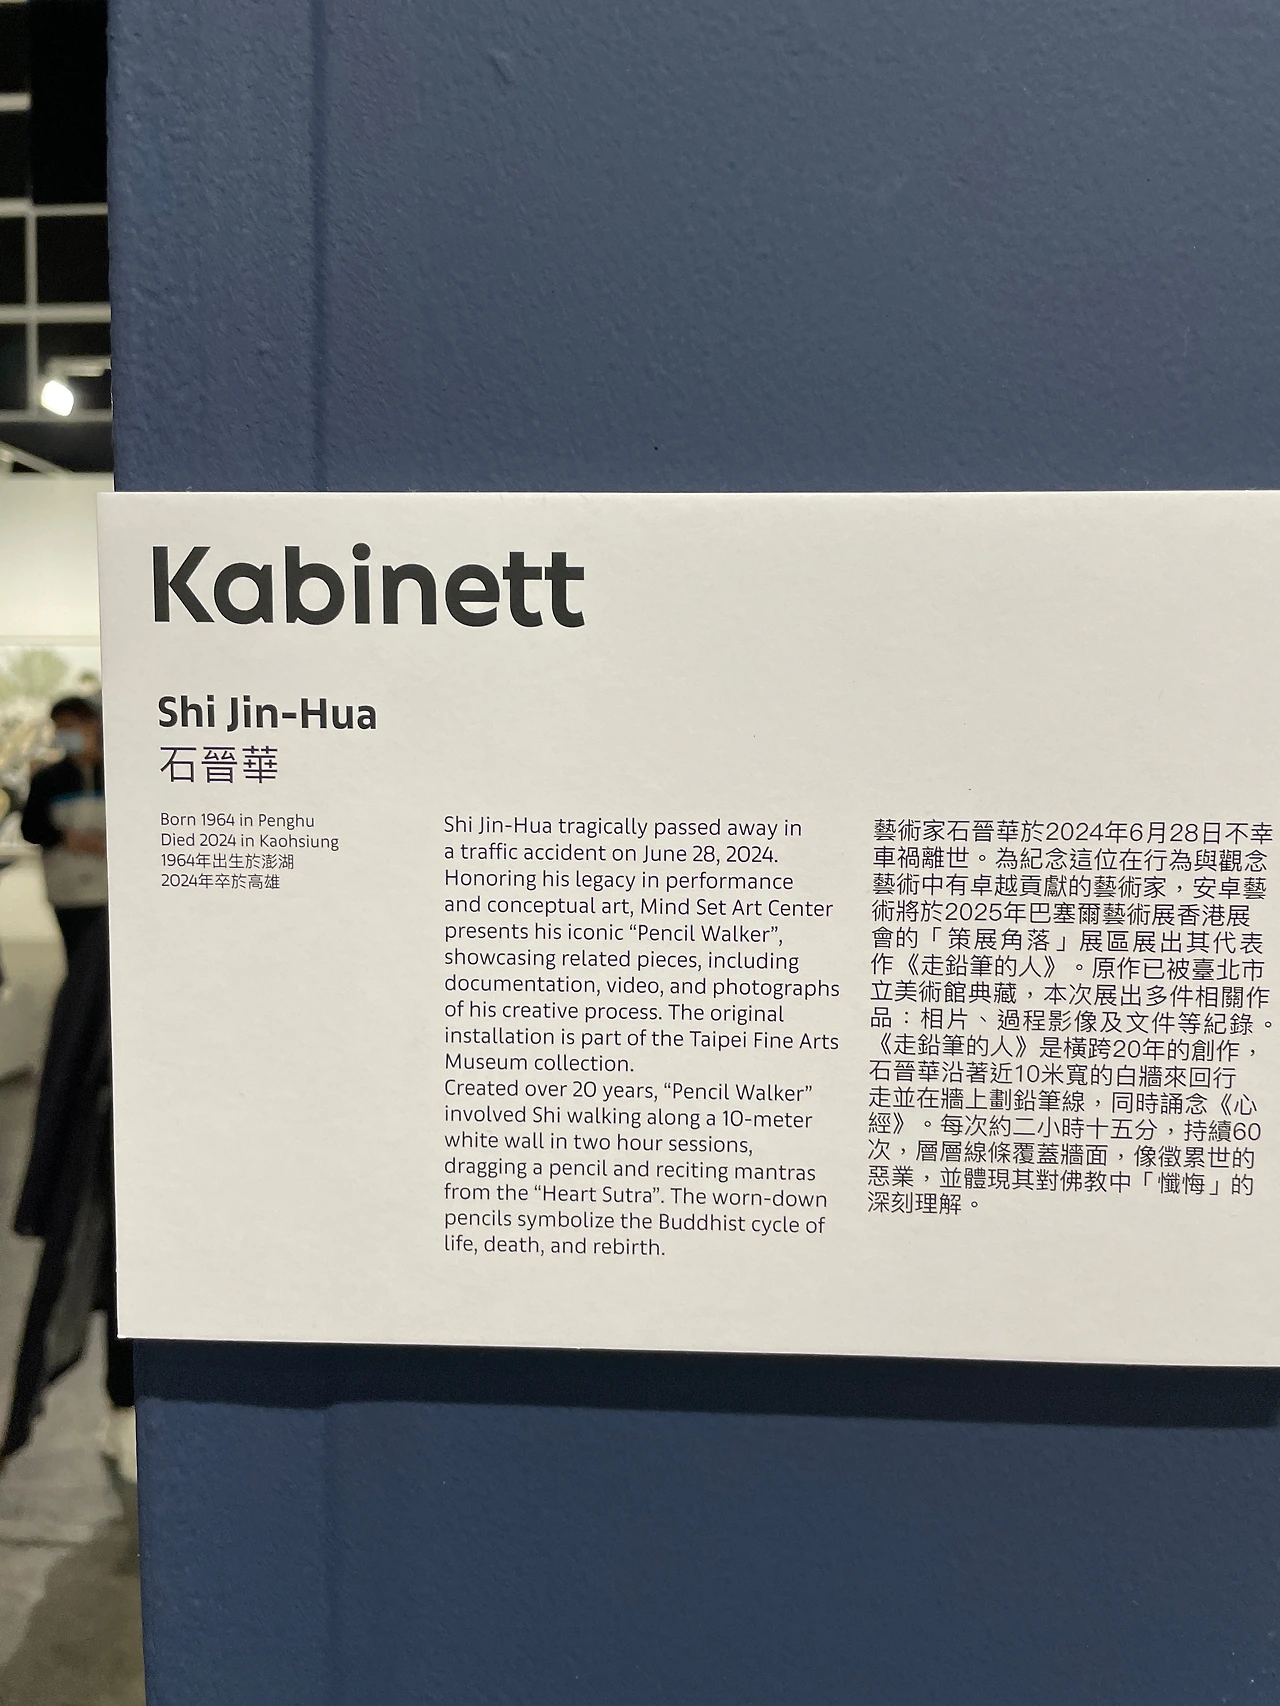 Kabinett
Shi Jin-Hua
石晉華
Born 1964 in Penghu
Died 2024 in Kaohsiung
1964年出生於澎湖
2024年卒於高雄
Shi Jin-Hua tragically passed away in
a traffic accident on June 28, 2024.
Honoring his legacy in performance
and conceptual art, Mind Set Art Center
presents his iconic “Pencil Walker”,
showcasing related pieces, including
documentation, video, and photographs
of his creative process. The original
installation is part of the Taipei Fine Arts
Museum collection.
Created over 20 years, “Pencil Walker”
involved Shi walking along a 10-meter
white wall in two hour sessions,
dragging a pencil and reciting mantras
from the “Heart Sutra”. The worn-down
pencils symbolize the Buddhist cycle of
life, death, and rebirth.
藝術家石晉華於2024年6月28日不幸
車禍離世。為紀念這位在行為與觀念
藝術中有卓越貢獻的藝術家，安卓藝
術將於2025年巴塞爾藝術展香港展
會的「策展角落」展區展出其代表
作《走鉛筆的人》。原作已被臺北市
立美術館典藏，本次展出多件相關作
品：相片、過程影像及文件等紀錄。
《走鉛筆的人》是橫跨20年的創作，
石晉華沿著近10米寬的白牆來回行
走並在牆上劃鉛筆線，同時誦念《心
經》。每次約二小時十五分，持續60
次，層層線條覆蓋牆面，像徵累世的
惡業，並體現其對佛教中「懺悔」的
深刻理解。